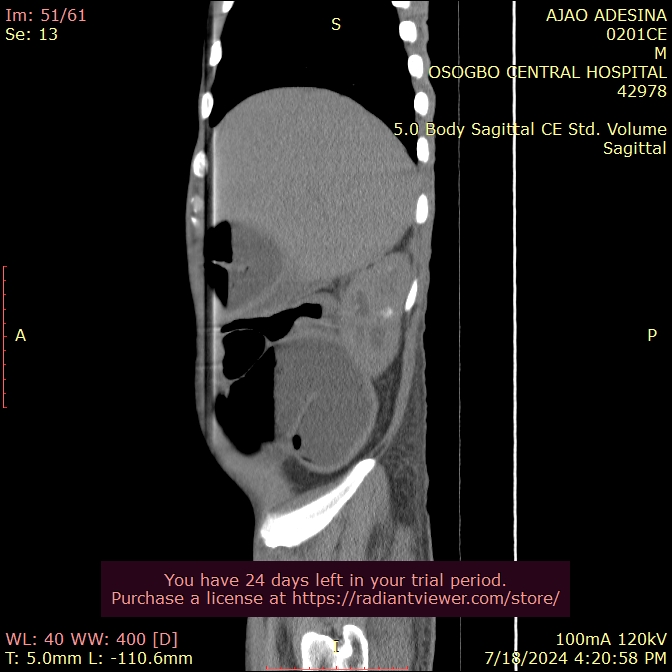 Im: 51/61
Se: 13
S
AJAO ADESINA
0201CE
M
OSOGBO CENTRAL HOSPITAL
42978
5.0 Body Sagittal CE Std. Volume
Sagittal
A
P
You have 24 days left in your trial period.
Purchase a license at https://radiantviewer.com/store/
WL: 40 WW: 400 [D]
T: 5.0mm L: -110.6mm
I
100mA 120kV
7/18/2024 4:20:58 PM